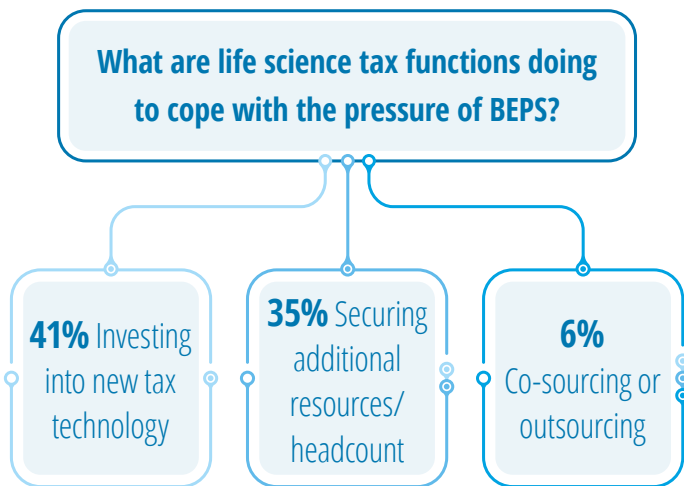 What are life science tax functions doing
to cope with the pressure of BEPS?
41% Investing
into new tax
technology
35% Securing
additional
resources/
headcount
6%
Co-sourcing or
outsourcing